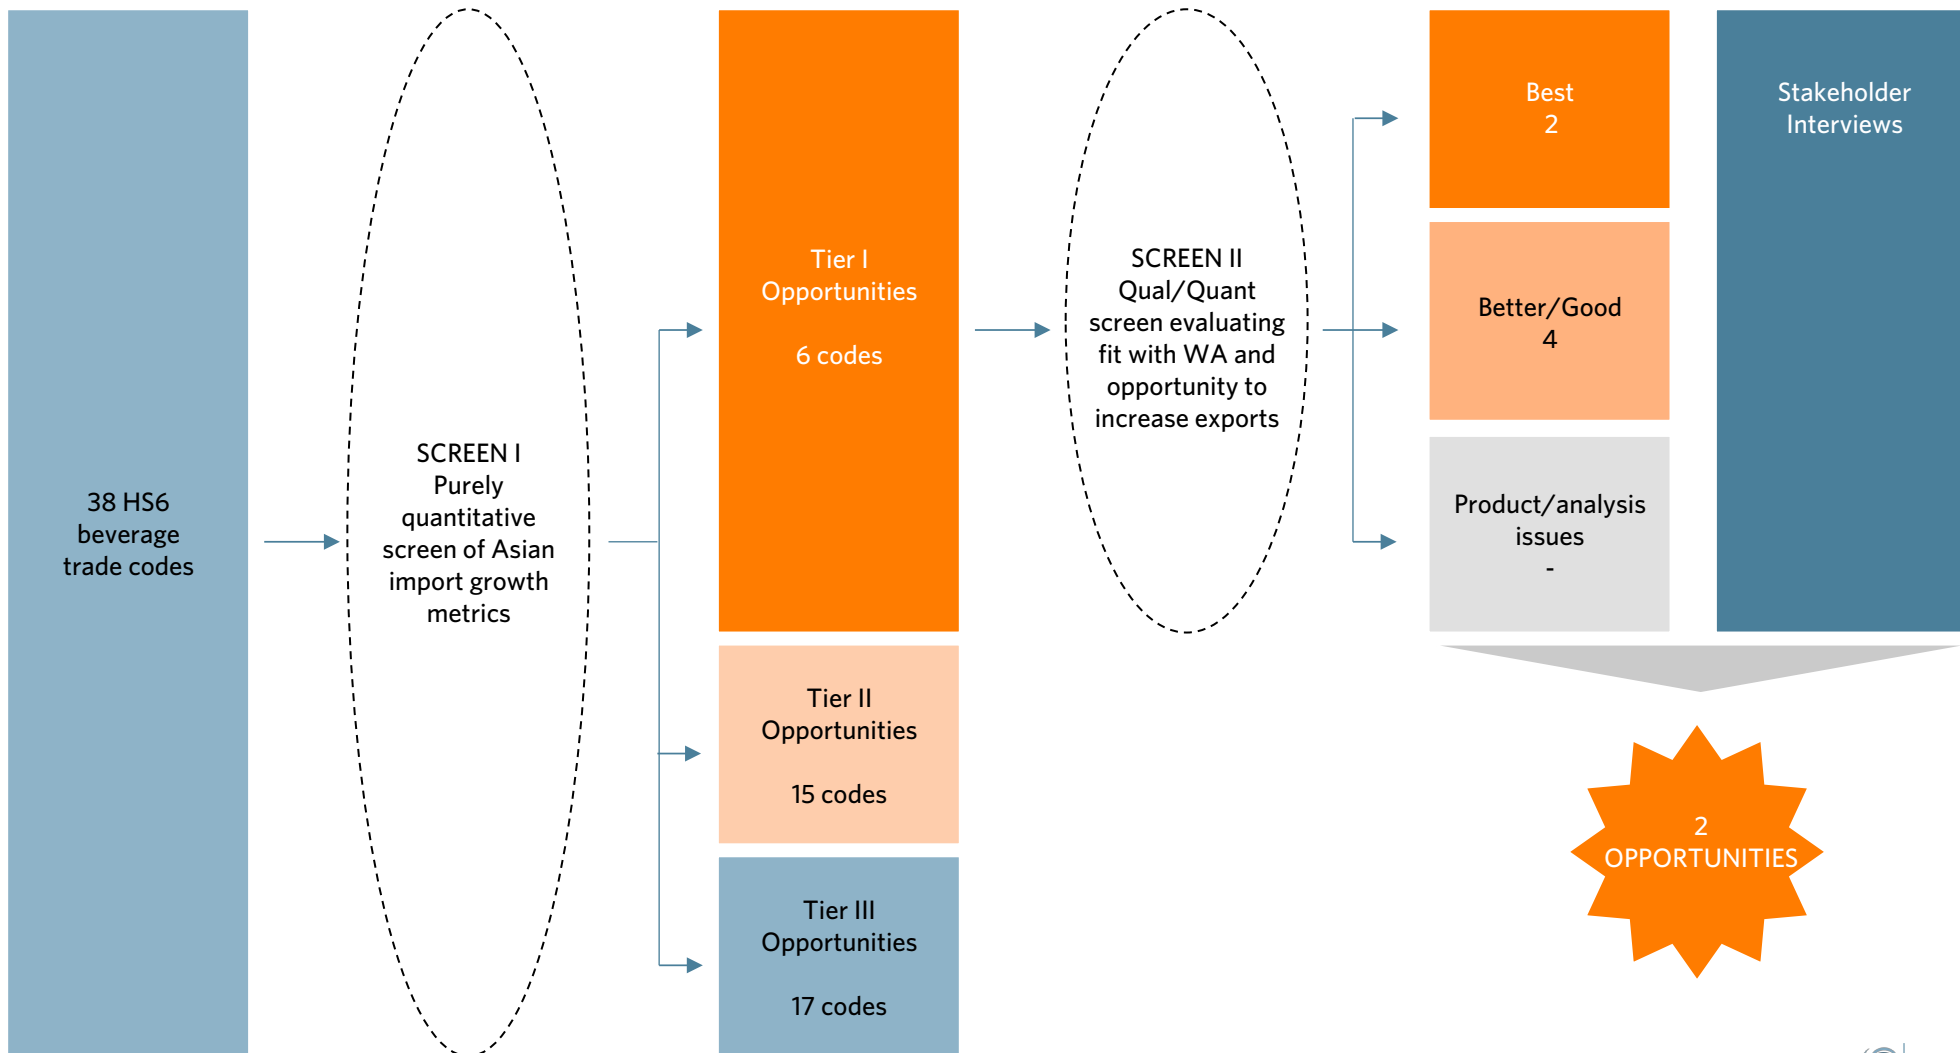 38 HS6
beverage
trade codes
SCREEN I
Purely
quantitative
screen of Asian
import growth
metrics
Tier I
Opportunities
6 codes
Tier II
Opportunities
15 codes
Tier III
Opportunities
17 codes
SCREEN II
Qual/Quant
screen evaluating
fit with WA and
opportunity to
increase exports
Best
2
Better/Good
4
Product/analysis
issues
-
Stakeholder
Interviews
2
OPPORTUNITIES